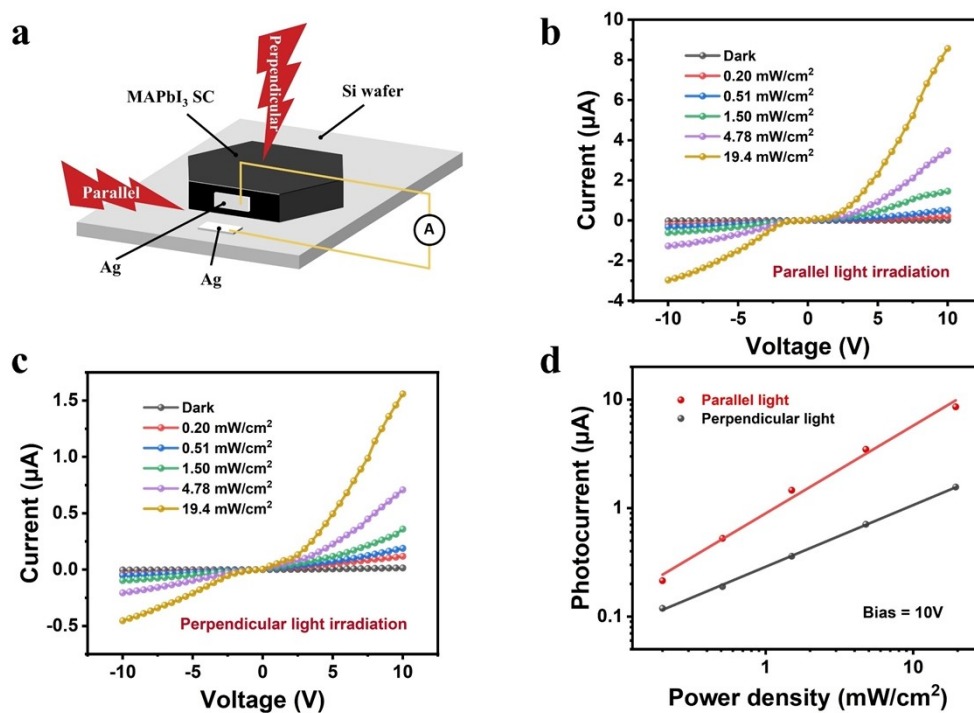 a
Perpendicular
MAPbI₃ SC
Si wafer
Parallel
Ag
Ag
A
b
Current (μA)
10
8
6
4
2
0
-2
-4
Dark
0.20 mW/cm²
0.51 mW/cm²
1.50 mW/cm²
4.78 mW/cm²
19.4 mW/cm²
Parallel light irradiation
-10
-5
0
5
10
Voltage (V)
c
Current (μA)
1.5
1.0
0.5
0.0
-0.5
Dark
0.20 mW/cm²
0.51 mW/cm²
1.50 mW/cm²
4.78 mW/cm²
19.4 mW/cm²
Perpendicular light irradiation
-10
-5
0
5
10
Voltage (V)
d
Photocurrent (μA)
10
1
0.1
Parallel light
Perpendicular light
Bias = 10V
1
10
Power density (mW/cm²)